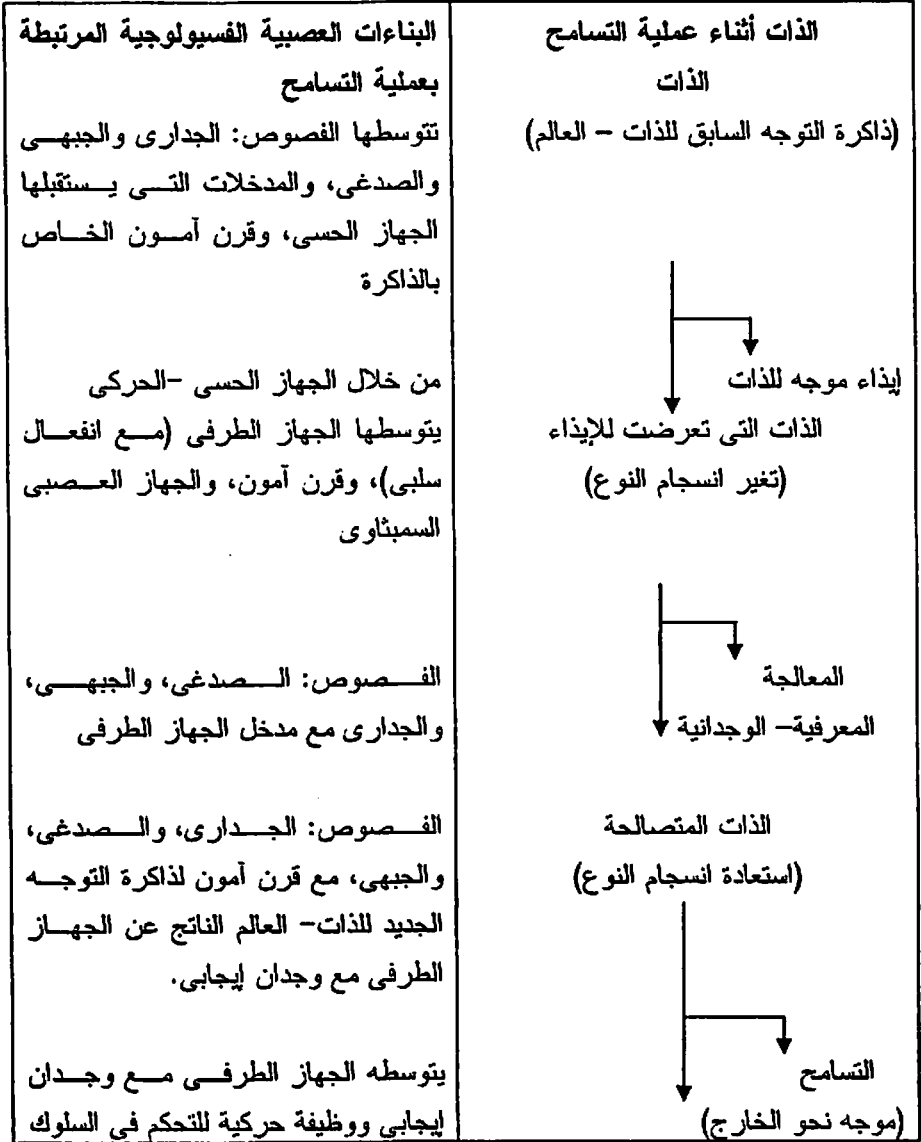 الذات أثناء عملية التسامح
الذات
(ذاكرة التوجه السابق للذات – العالم)
إيذاء موجه للذات
الذات التى تعرضت للإيذاء
(تغير انسجام النوع)
المعالجة
المعرفية– الوجدانية
الذات المتصالحة
(استعادة انسجام النوع)
التسامح
(موجه نحو الخارج)
البناءات العصبية الفسيولوجية المرتبطة
بعملية التسامح
تتوسطها الفصوص: الجدارى والجبهى
والصدغى، والمدخلات التى يستقبلها
الجهاز الحسى، وقرن آمون الخاص
بالذاكرة
من خلال الجهاز الحسى –الحركى
يتوسطها الجهاز الطرفى (مع انفعال
سلبى)، وقرن آمون، والجهاز العصبى
السمبثاوى
الفصوص: الصدغى، والجبهى،
والجدارى مع مدخل الجهاز الطرفى
الفصوص: الجدارى، والصدغى،
والجبهى، مع قرن آمون لذاكرة التوجه
الجديد للذات– العالم الناتج عن الجهاز
الطرفى مع وجدان إيجابى.
يتوسطه الجهاز الطرفى مع وجدان
إيجابي ووظيفة حركية للتحكم فى السلوك